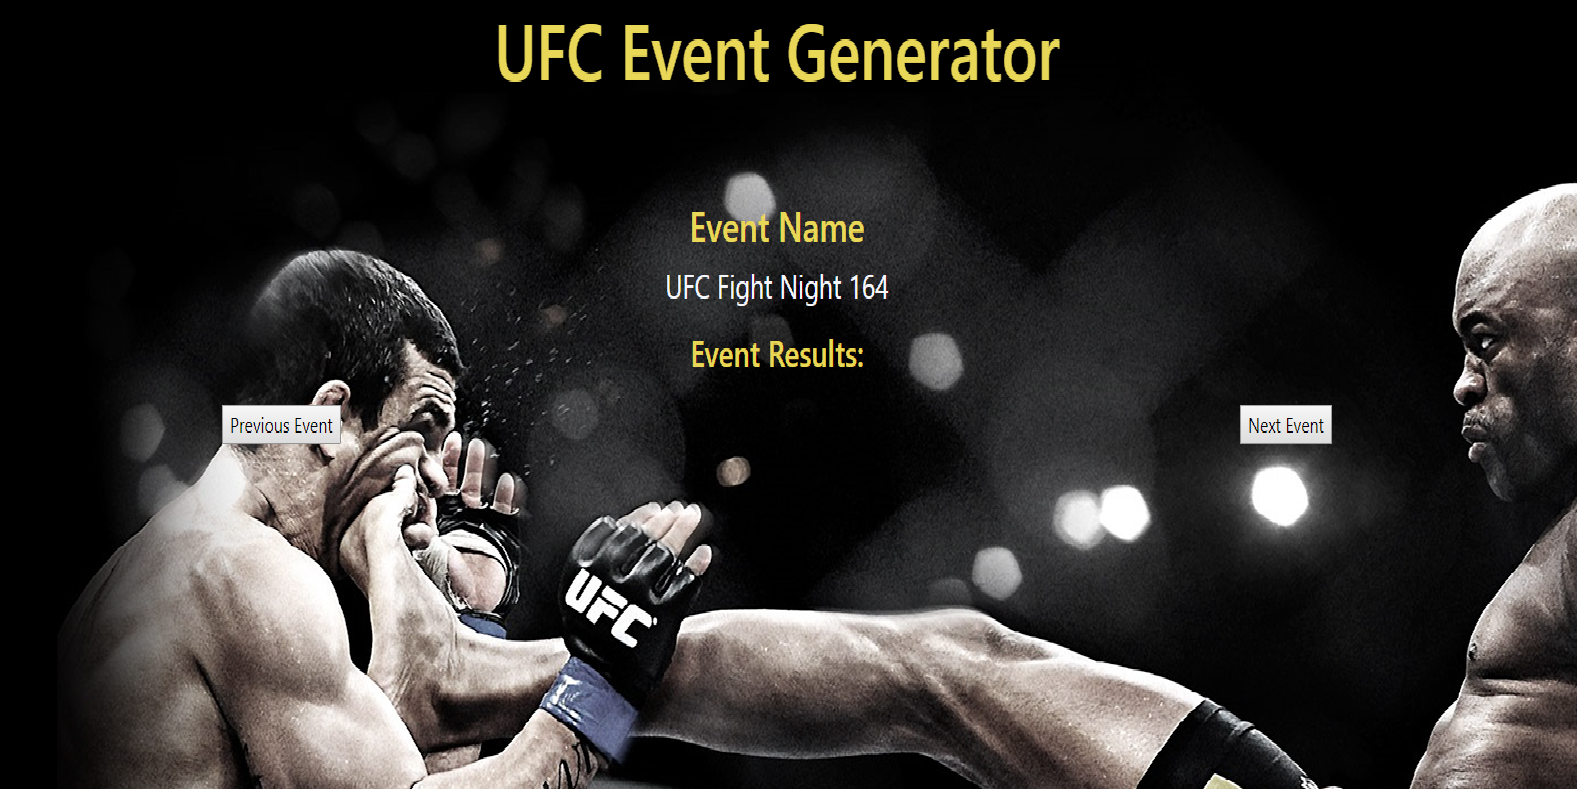 UFC Event Generator
Event Name
UFC Fight Night 164
Event Results:
Previous Event
Next Event
UFC